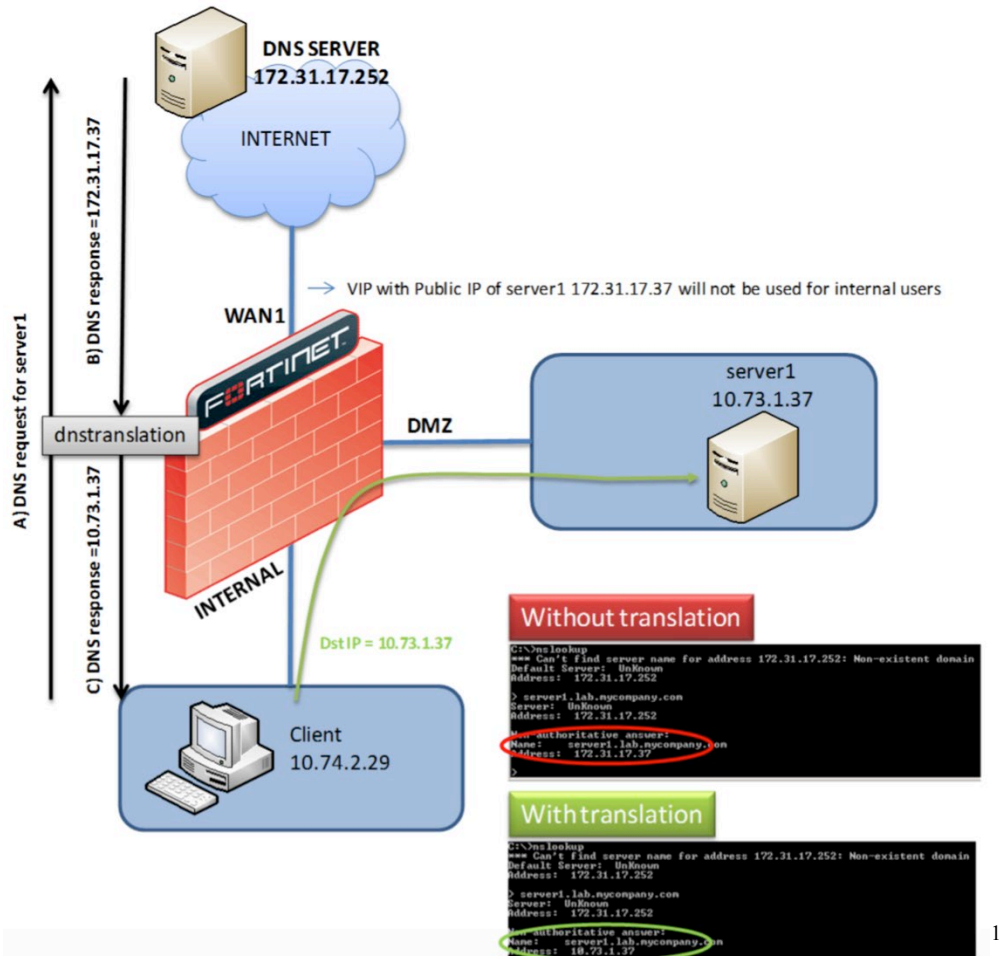 DNS SERVER
172.31.17.252
INTERNET
A) DNS request for server1
B) DNS response =172.31.17.37
→ VIP with Public IP of server1 172.31.17.37 will not be used for internal users
WAN1
FORTINET
dnstranslation
DMZ
server1
10.73.1.37
C) DNS response =10.73.1.37
INTERNAL
Dst IP = 10.73.1.37
Client
10.74.2.29
Without translation
C:\>nslookup
*** Can't find server name for address 172.31.17.252: Non-existent domain
Default Server:  UnKnown
Address:  172.31.17.252
> server1.lab.mycompany.com
Server:  UnKnown
Address:  172.31.17.252
Non-authoritative answer:
Name:    server1.lab.mycompany.com
Address:  172.31.17.37
>
With translation
C:\>nslookup
*** Can't find server name for address 172.31.17.252: Non-existent domain
Default Server:  UnKnown
Address:  172.31.17.252
> server1.lab.mycompany.com
Server:  UnKnown
Address:  172.31.17.252
Non-authoritative answer:
Name:    server1.lab.mycompany.com
Address:  10.73.1.37
1